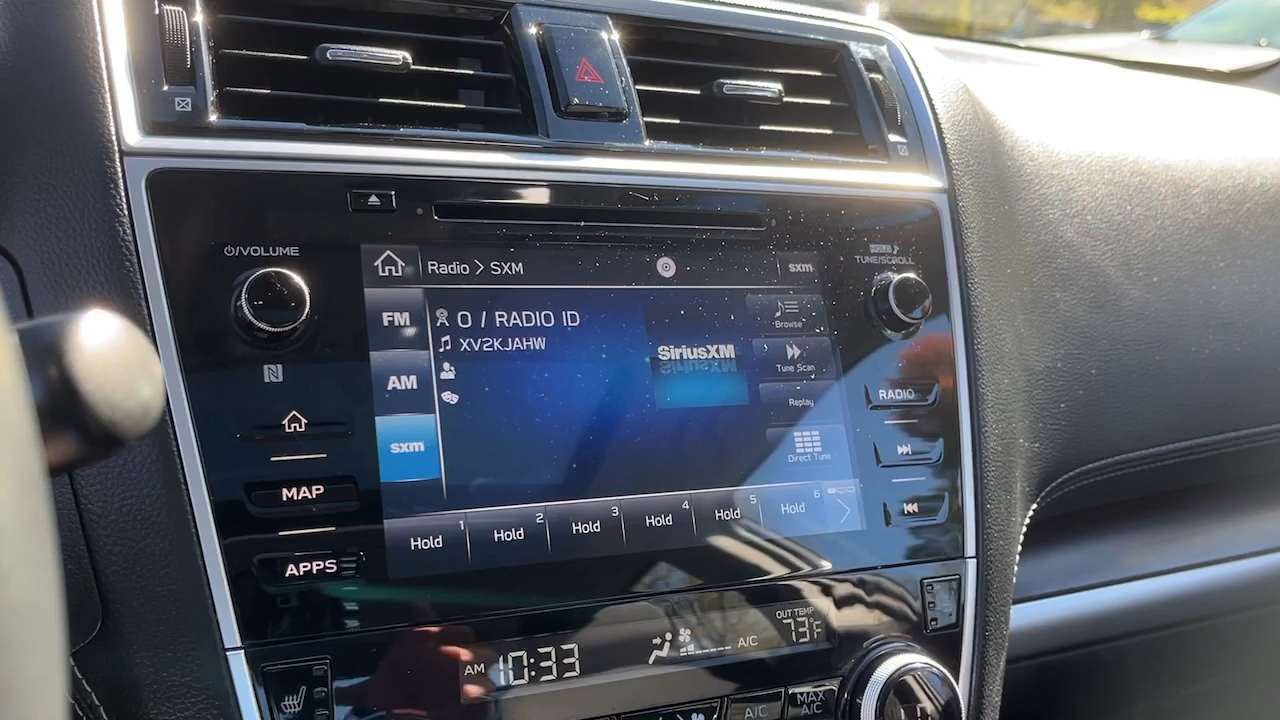 ⏻/VOLUME
HOLD ♪
TUNE/SCROLL
Radio > SXM
sxm
FM
0 / RADIO ID
Browse
XV2KJAHW
SiriusXM
Tune Scan
AM
RADIO
Replay
sxm
Direct Tune
MAP
Hold 1
Hold 2
Hold 3
Hold 4
Hold 5
Hold 6
APPS
OUT TEMP
73°F
AM 10:33
A/C
A/C
MAX
A/C